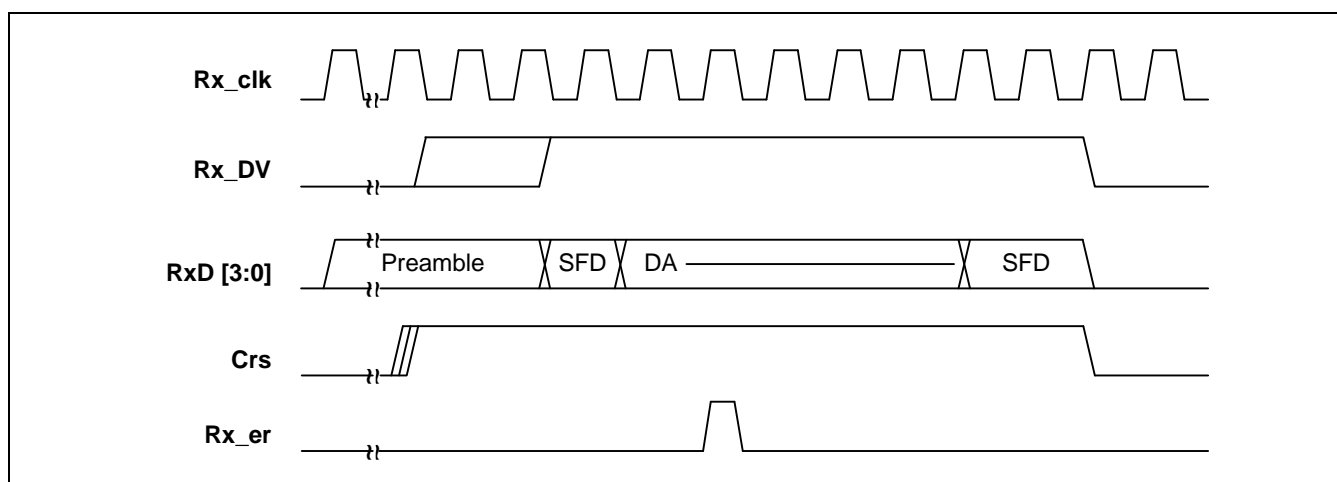 Rx_clk
Rx_DV
RxD [3:0]
Preamble SFD DA SFD
Crs
Rx_er